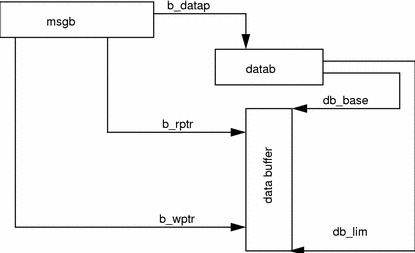 b_datap
msgb
datab
db_base
b_rptr
data buffer
b_wptr
db_lim